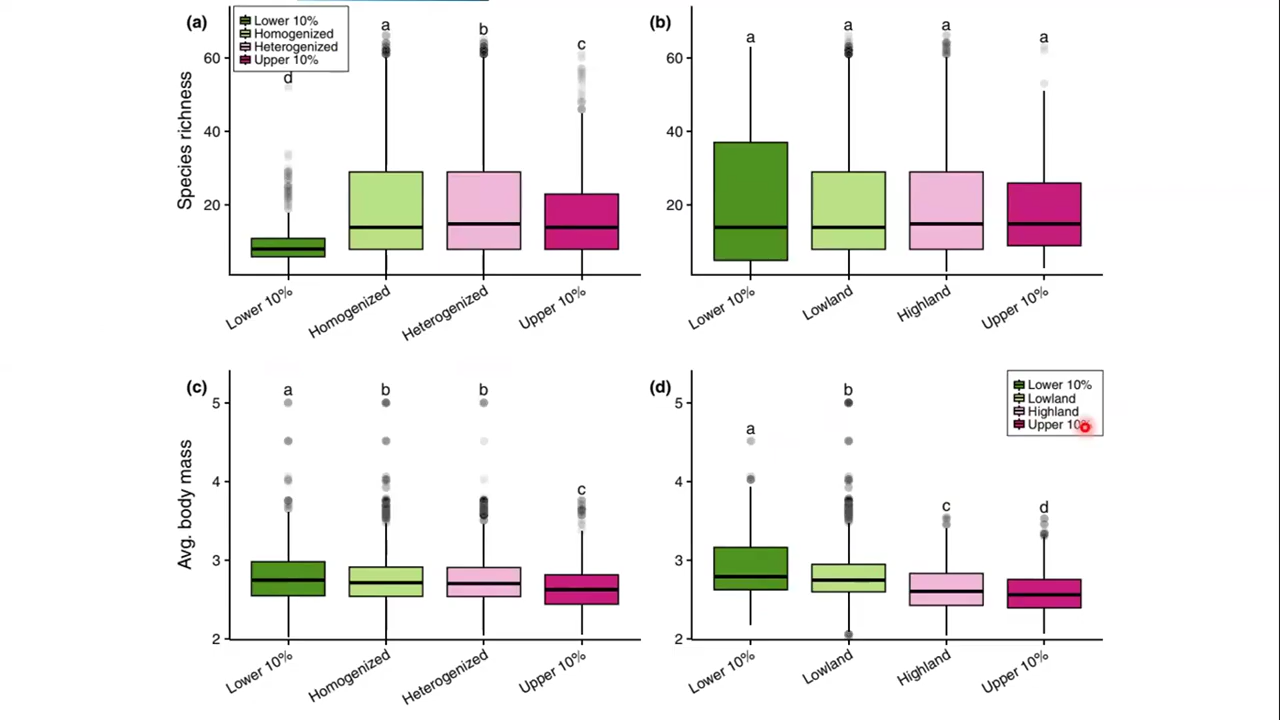 (a)
Lower 10%
Homogenized
Heterogenized
Upper 10%
Species richness
60
40
20
d
a
b
c
Lower 10%
Homogenized
Heterogenized
Upper 10%
(b)
60
40
20
a
a
a
a
Lower 10%
Lowland
Highland
Upper 10%
(c)
Avg. body mass
5
4
3
2
a
b
b
c
Lower 10%
Homogenized
Heterogenized
Upper 10%
(d)
5
4
3
2
a
b
c
d
Lower 10%
Lowland
Highland
Upper 10%
Lower 10%
Lowland
Highland
Upper 10%